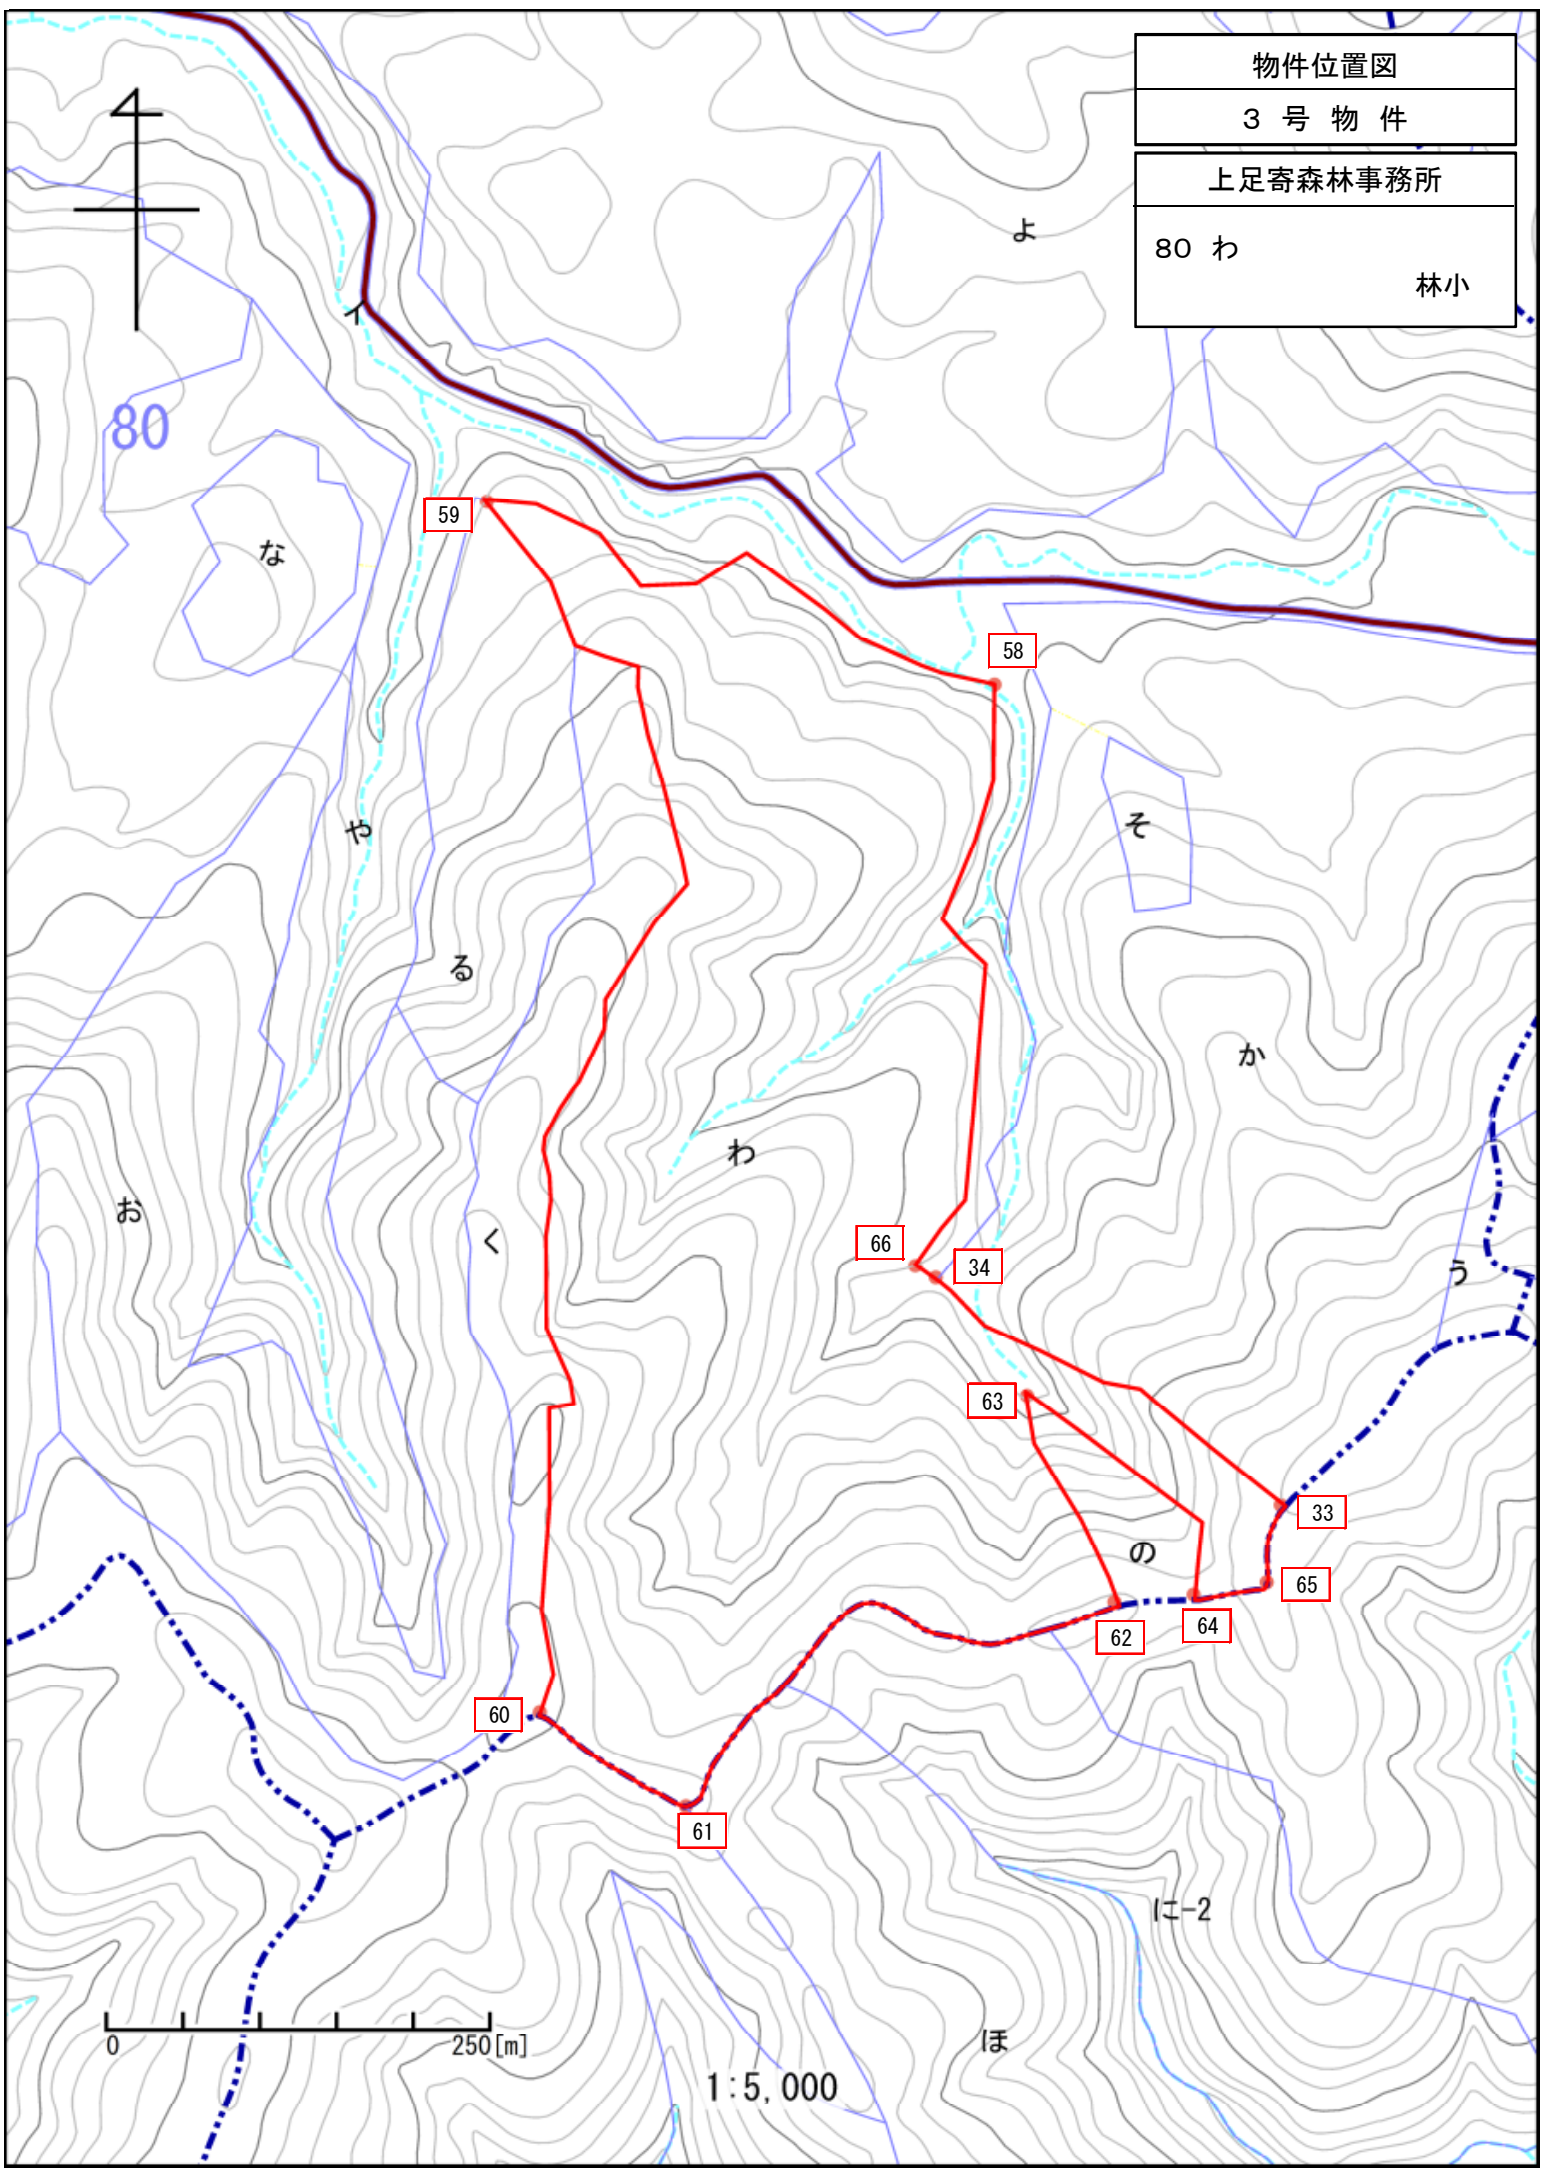 物件位置図
３ 号 物 件
上足寄森林事務所
80 わ
林小
よ
イ
80
59
な
58
や
そ
る
か
わ
お
く
66
34
う
63
33
の
65
64
62
60
61
に-2
ほ
0 250[m]
1:5,000